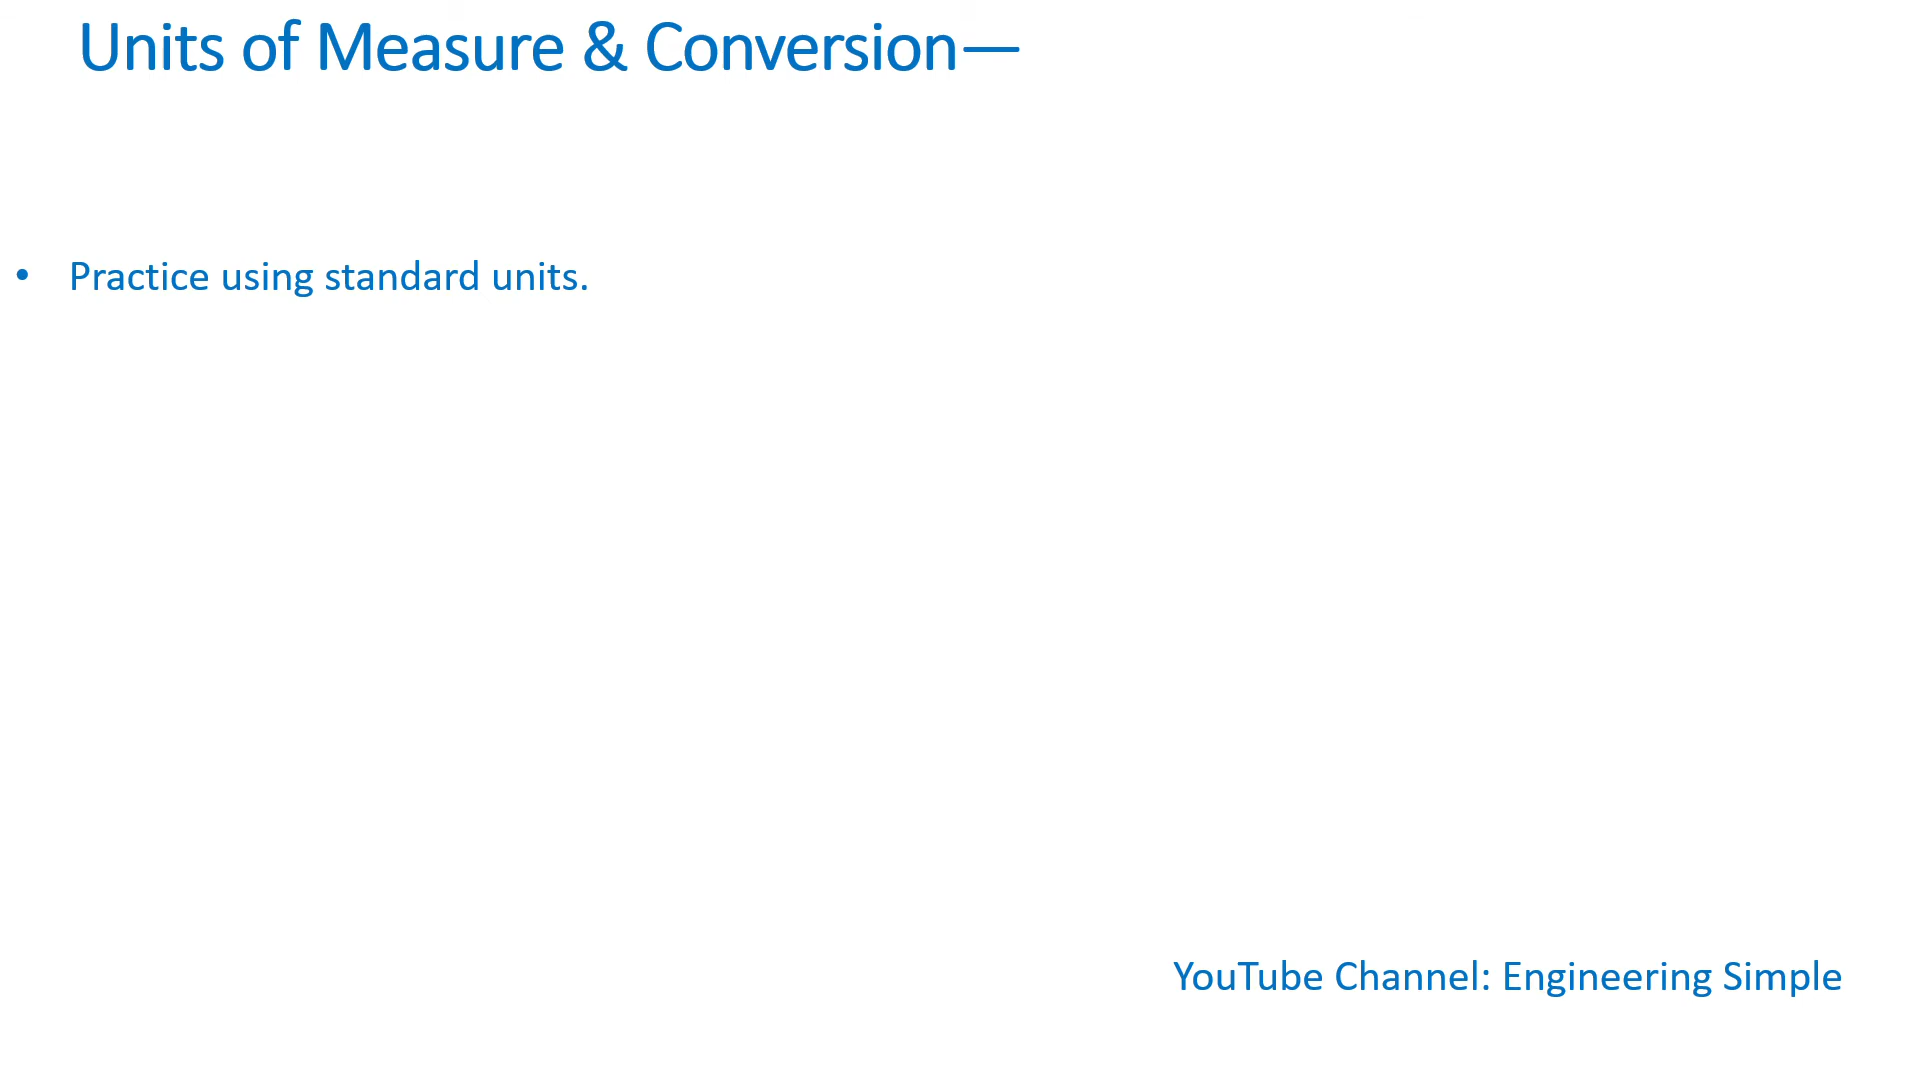 Units of Measure & Conversion—
• Practice using standard units.
YouTube Channel: Engineering Simple